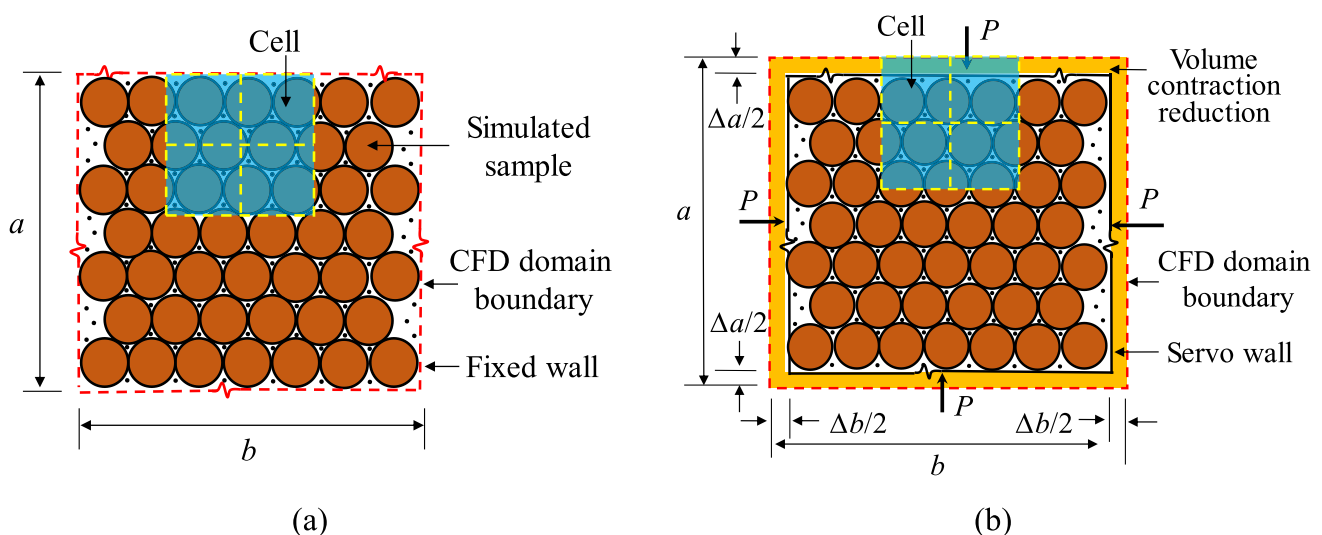 Cell
Simulated
sample
a
CFD domain
boundary
Fixed wall
b
(a)
Cell
P
Volume
contraction
reduction
Δa/2
P
a
P
CFD domain
boundary
Δa/2
Servo wall
P
Δb/2
Δb/2
b
(b)